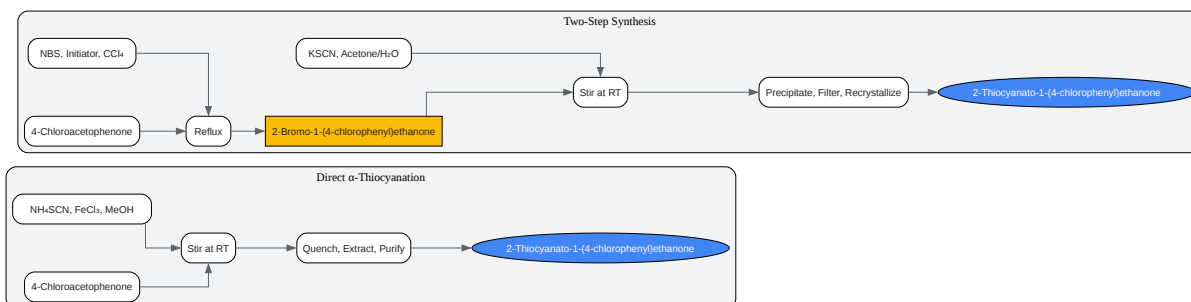 Two-Step Synthesis
NBS, Initiator, CCl₄
KSCN, Acetone/H₂O
Stir at RT
Precipitate, Filter, Recrystallize
2-Thiocyanato-1-(4-chlorophenyl)ethanone
4-Chloroacetophenone
Reflux
2-Bromo-1-(4-chlorophenyl)ethanone
Direct α-Thiocyanation
NH₄SCN, FeCl₃, MeOH
Stir at RT
Quench, Extract, Purify
2-Thiocyanato-1-(4-chlorophenyl)ethanone
4-Chloroacetophenone